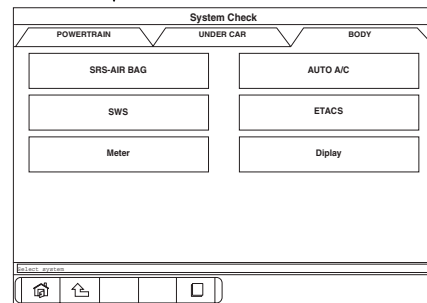 System Check
POWERTRAIN UNDER CAR BODY
SRS-AIR BAG AUTO A/C
SWS ETACS
Meter Diplay
Select system